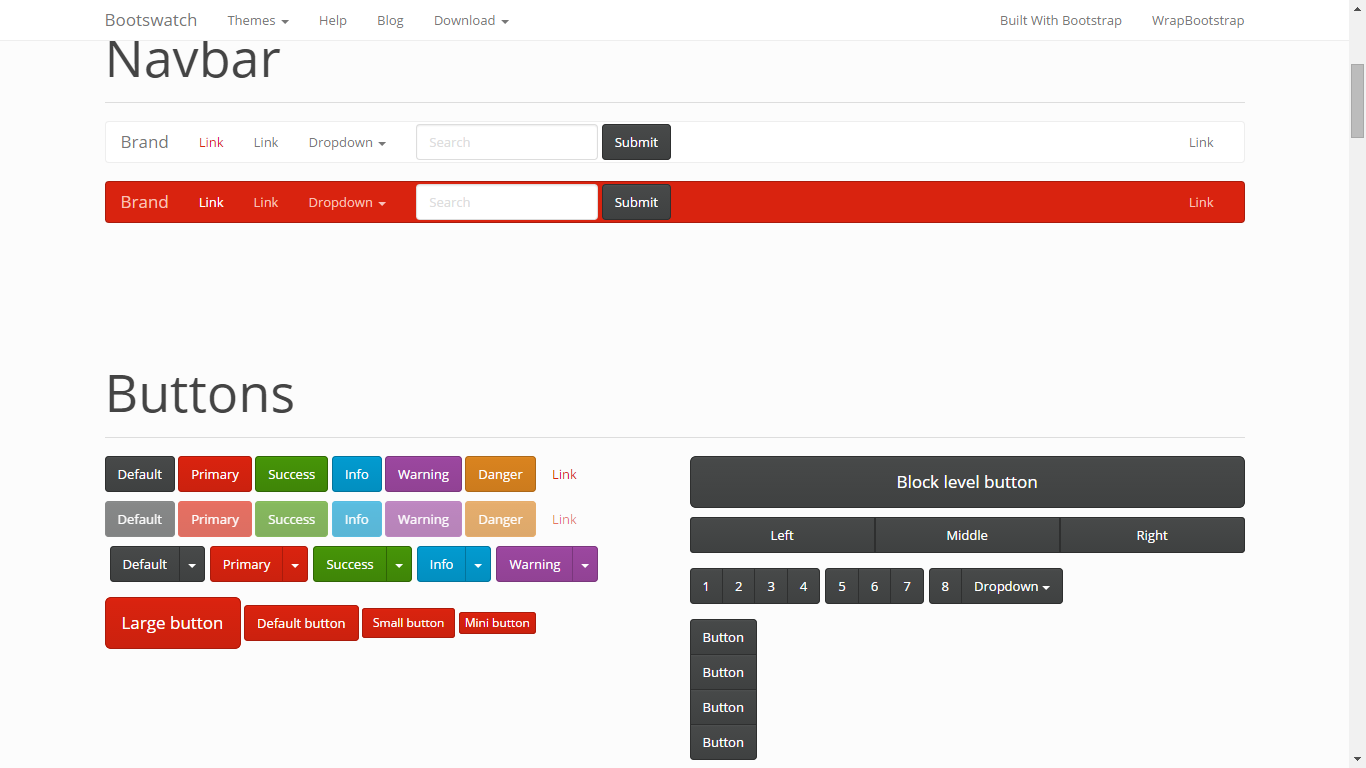 Bootswatch Themes Help Blog Download Built With Bootstrap WrapBootstrap
Navbar
Brand Link Link Dropdown Search Submit Link
Brand Link Link Dropdown Search Submit Link
Buttons
Default Primary Success Info Warning Danger Link
Default Primary Success Info Warning Danger Link
Default Primary Success Info Warning
Large button Default button Small button Mini button
Block level button
Left Middle Right
1 2 3 4 5 6 7 8 Dropdown
Button
Button
Button
Button